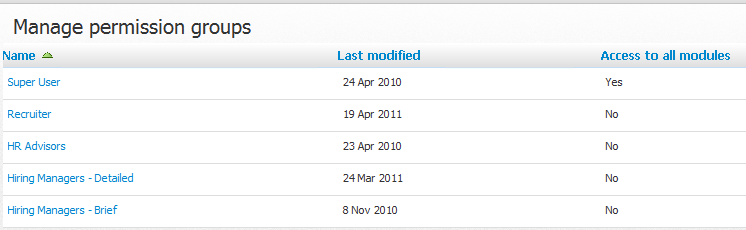 Manage permission groups
Name Last modified Access to all modules
Super User 24 Apr 2010 Yes
Recruiter 19 Apr 2011 No
HR Advisors 23 Apr 2010 No
Hiring Managers - Detailed 24 Mar 2011 No
Hiring Managers - Brief 8 Nov 2010 No